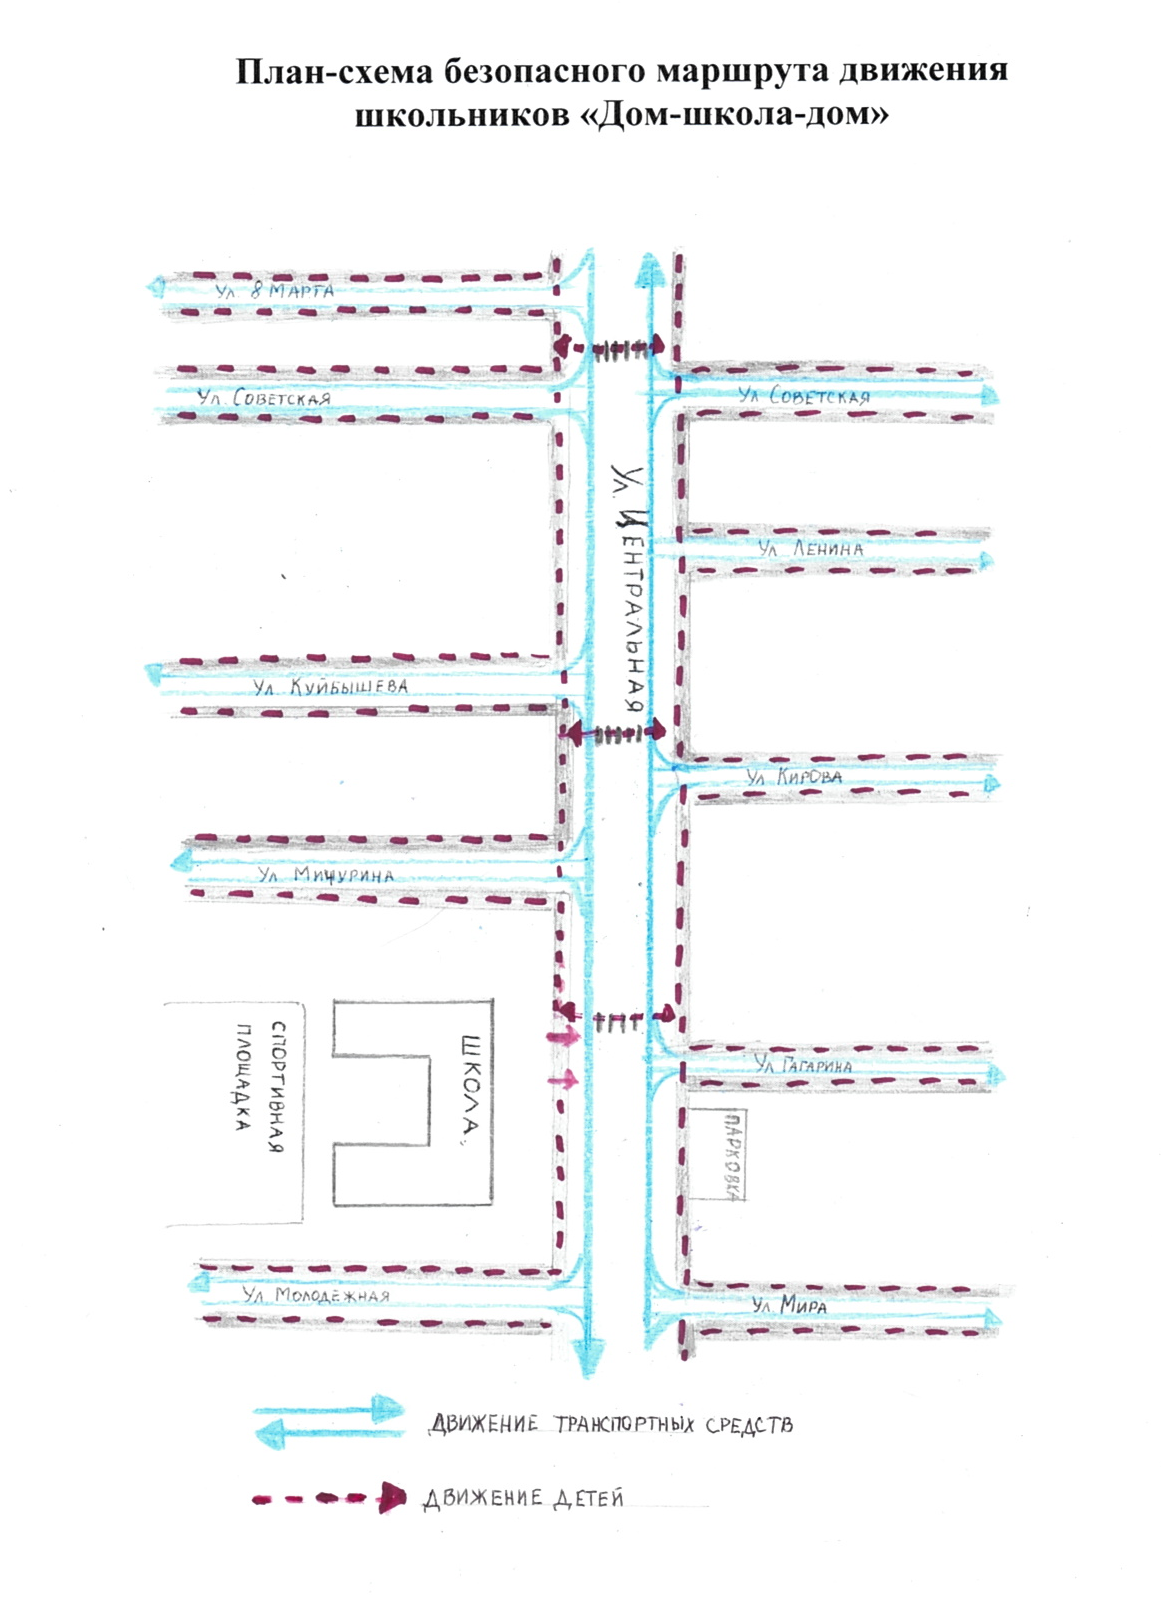 План-схема безопасного маршрута движения
школьников «Дом-школа-дом»
Ул. 8 МАРТА
Ул. СОВЕТСКАЯ
Ул СОВЕТСКАЯ
Ул. ЦЕНТРАЛЬНАЯ
Ул ЛЕНИНА
Ул КУЙБЫШЕВА
Ул КИРОВА
Ул МИЧУРИНА
СПОРТИВНАЯ
ПЛОЩАДКА
ШКОЛА.
Ул ГАГАРИНА
ПАРКОВКА
Ул МОЛОДЁЖНАЯ
Ул МИРА
ДВИЖЕНИЕ ТРАНСПОРТНЫХ СРЕДСТВ
ДВИЖЕНИЕ ДЕТЕЙ